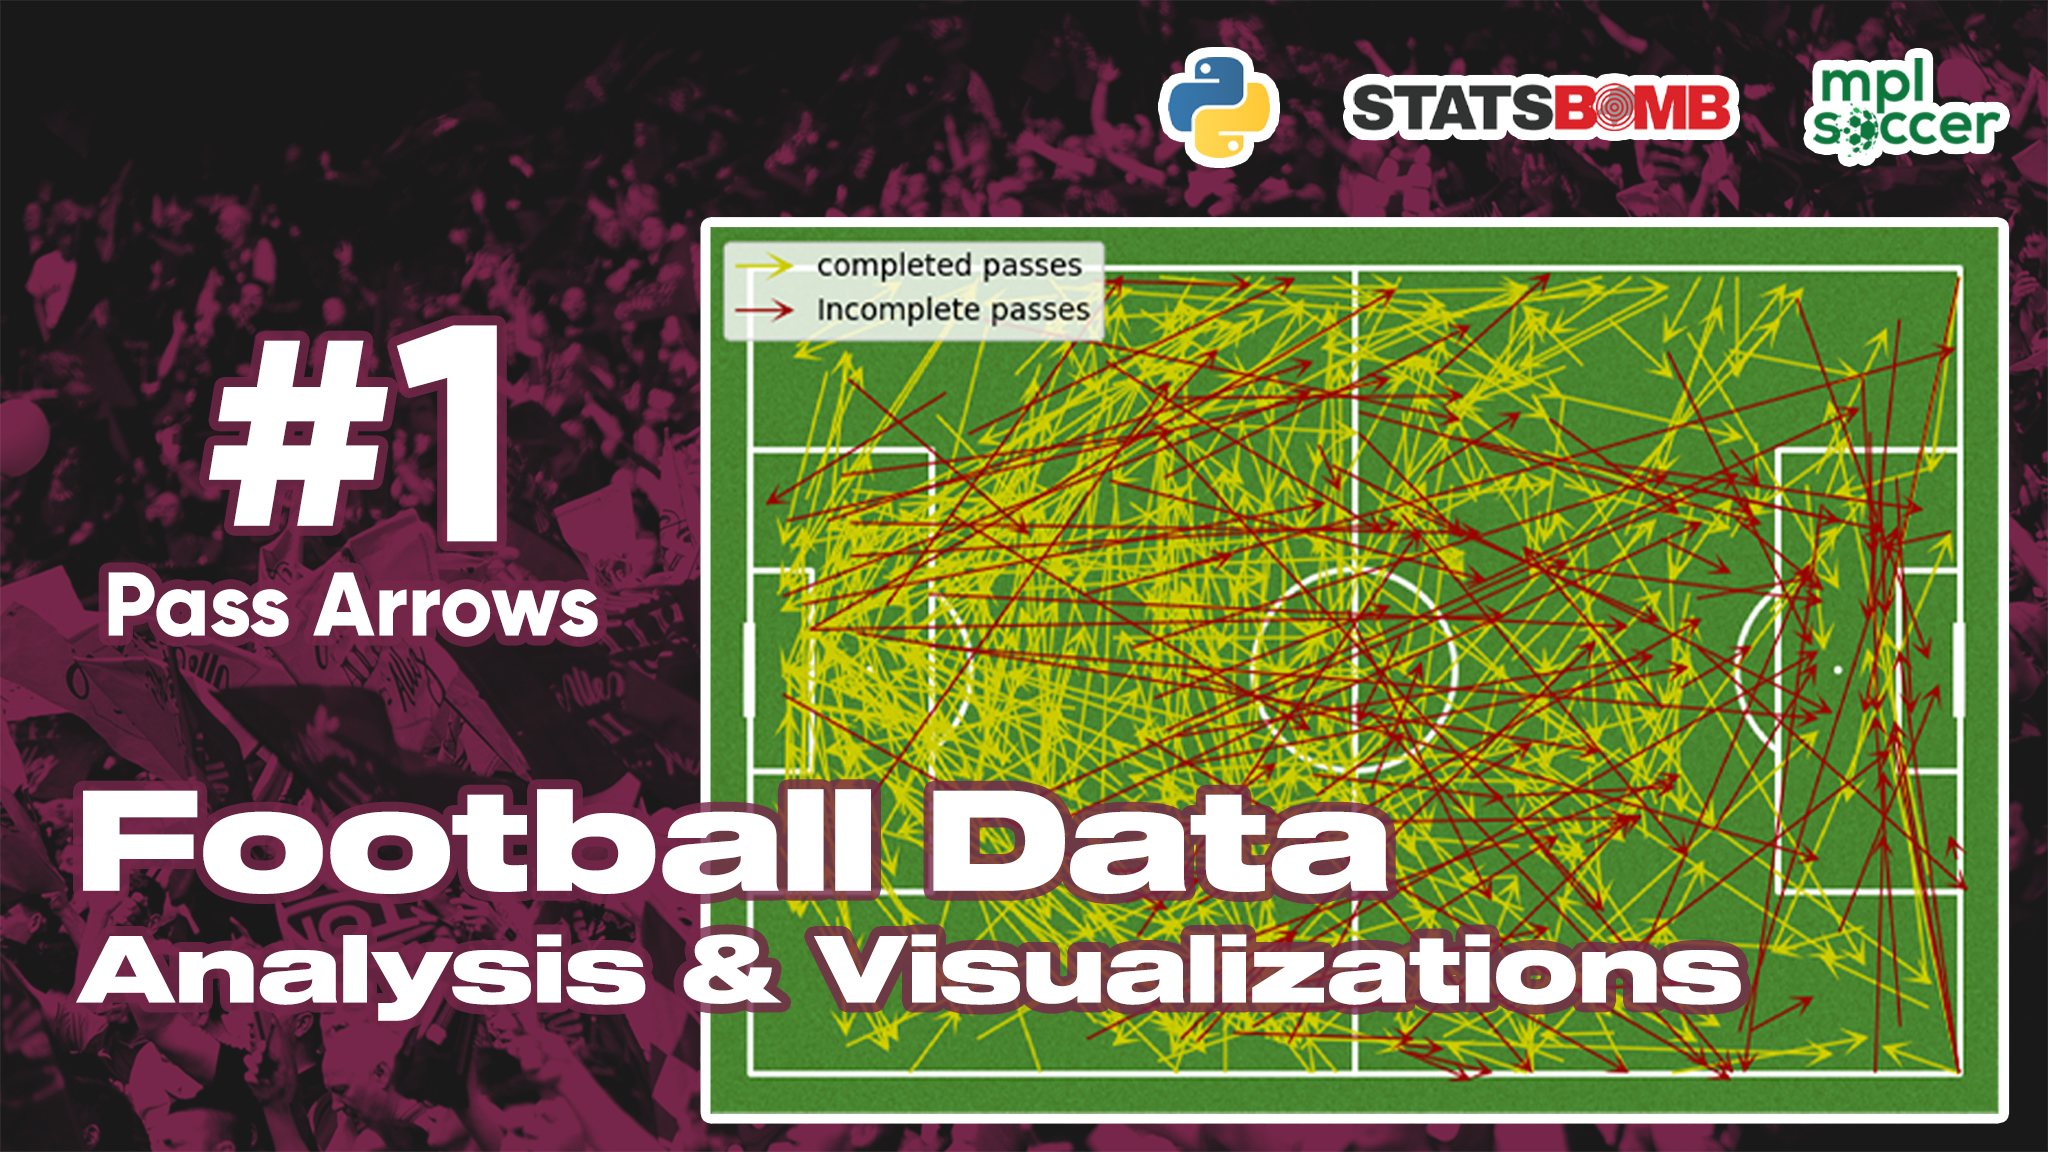 STATSBOMB
mpl
soccer
completed passes
Incomplete passes
#1
Pass Arrows
Football Data
Analysis & Visualizations